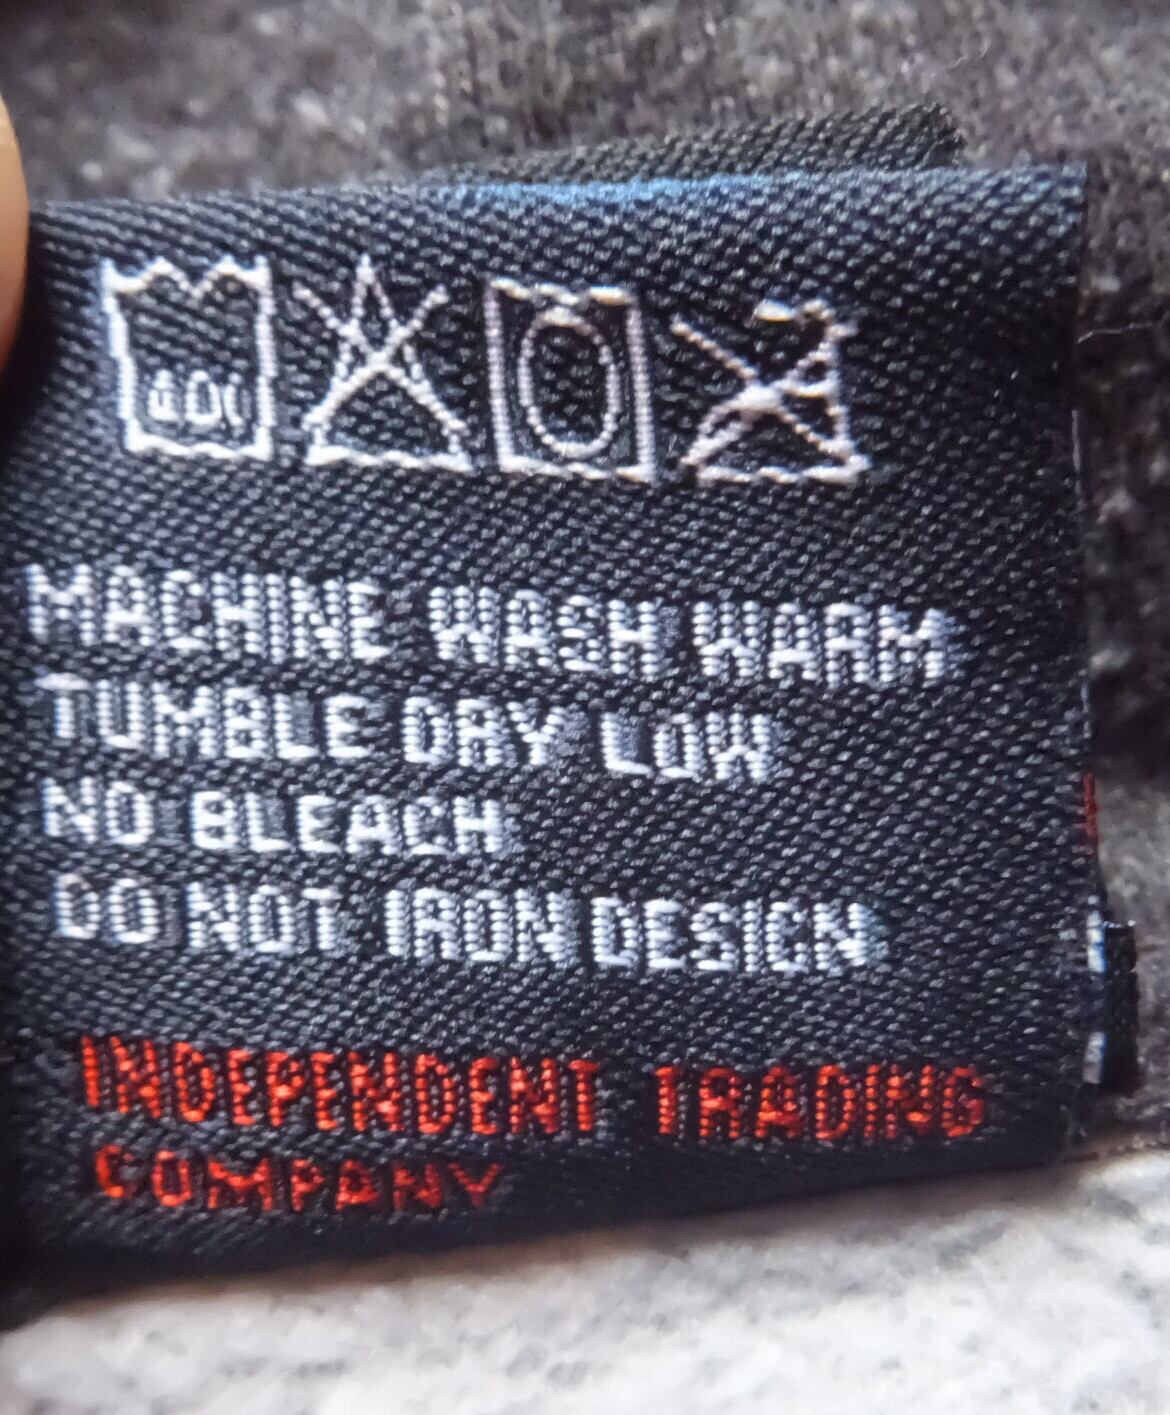 40
MACHINE WASH WARM
TUMBLE DRY LOW
NO BLEACH
DO NOT IRON DESIGN
INDEPENDENT TRADING
COMPANY